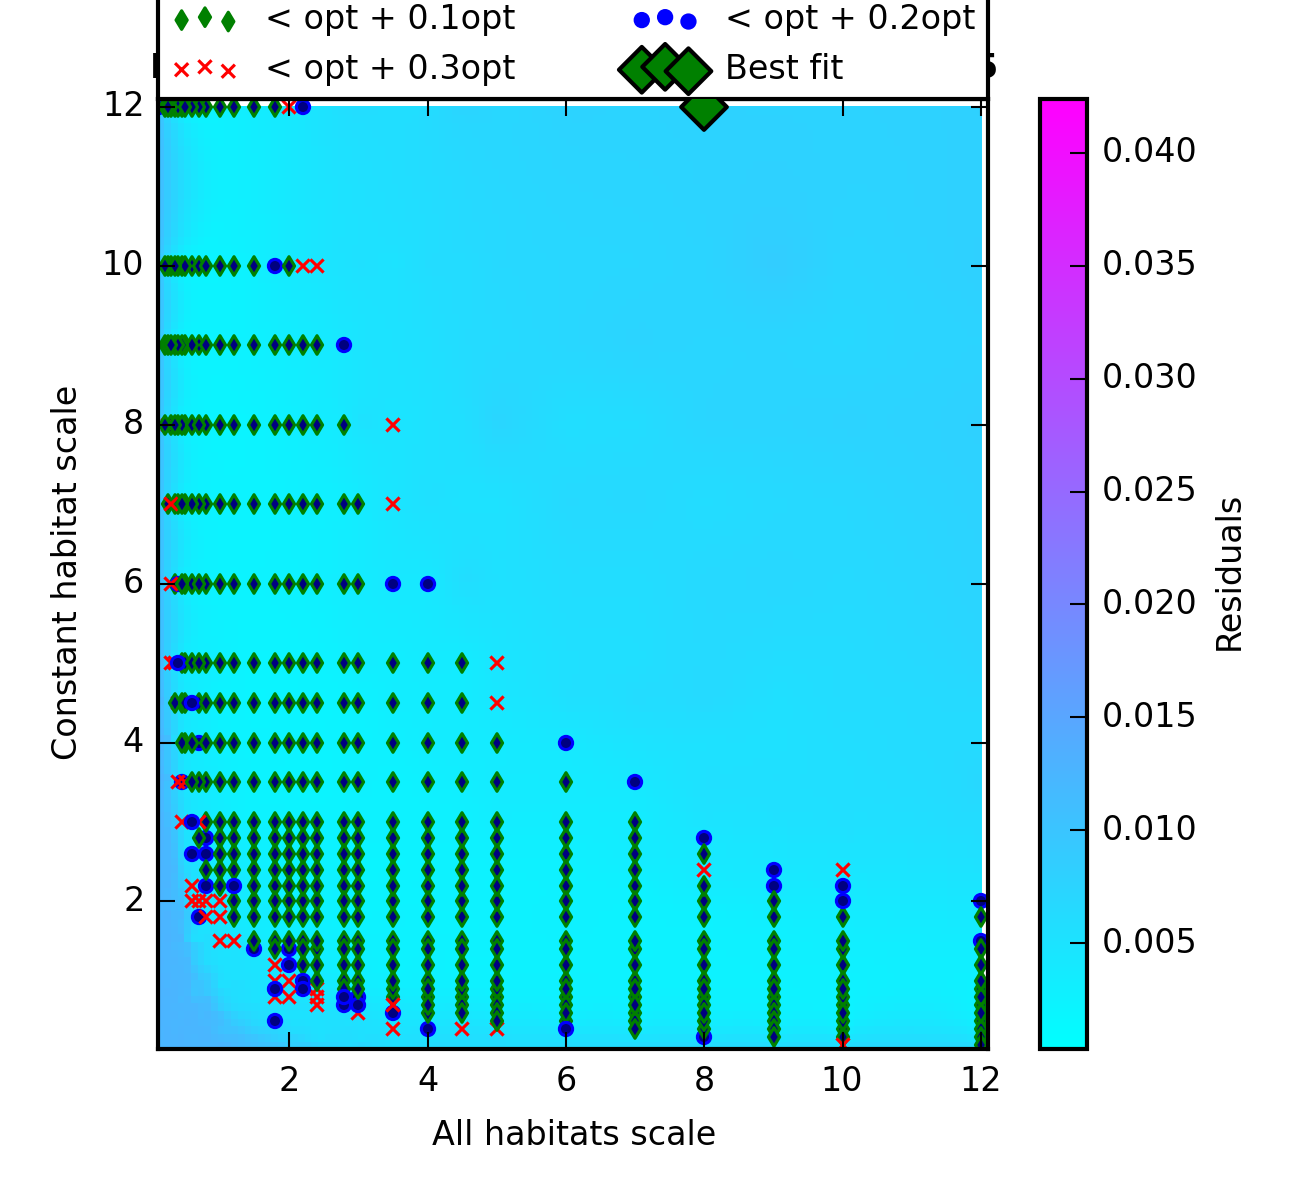 < opt + 0.1opt
< opt + 0.2opt
< opt + 0.3opt
Best fit
12
10
8
6
4
2
Constant habitat scale
2
4
6
8
10
12
All habitats scale
0.040
0.035
0.030
0.025
0.020
0.015
0.010
0.005
Residuals